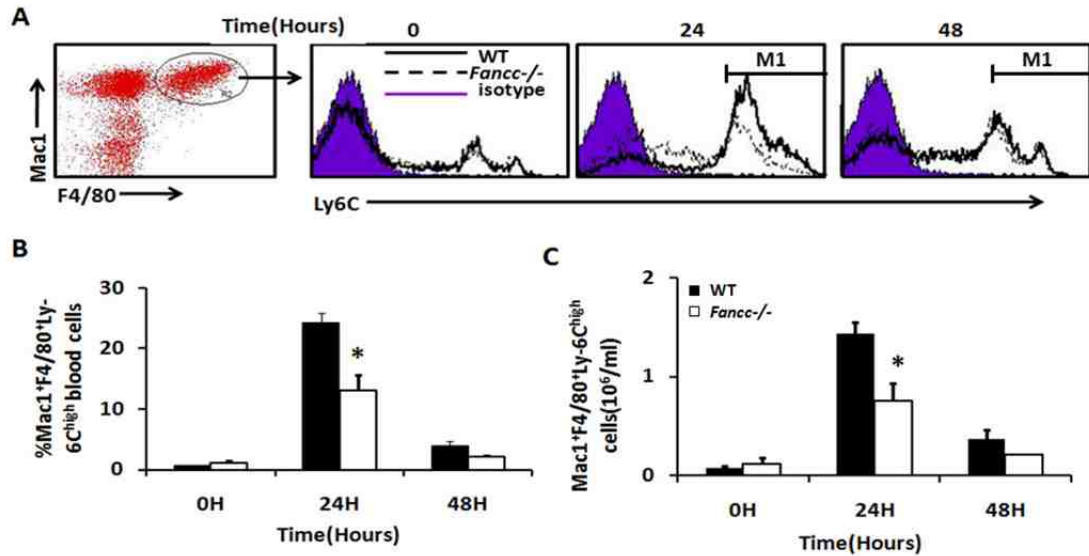 A
Time(Hours) 0 24 48
WT
Fancc-/-
isotype
M1
M1
Mac1
F4/80
Ly6C
B
%Mac1⁺F4/80⁺Ly-
6Cʰⁱᵍʰ blood cells
30
20
10
0
*
0H 24H 48H
Time(Hours)
C
Mac1⁺F4/80⁺Ly-6Cʰⁱᵍʰ
cells(10⁶/ml)
2
1
0
WT
Fancc-/-
*
0H 24H 48H
Time(Hours)